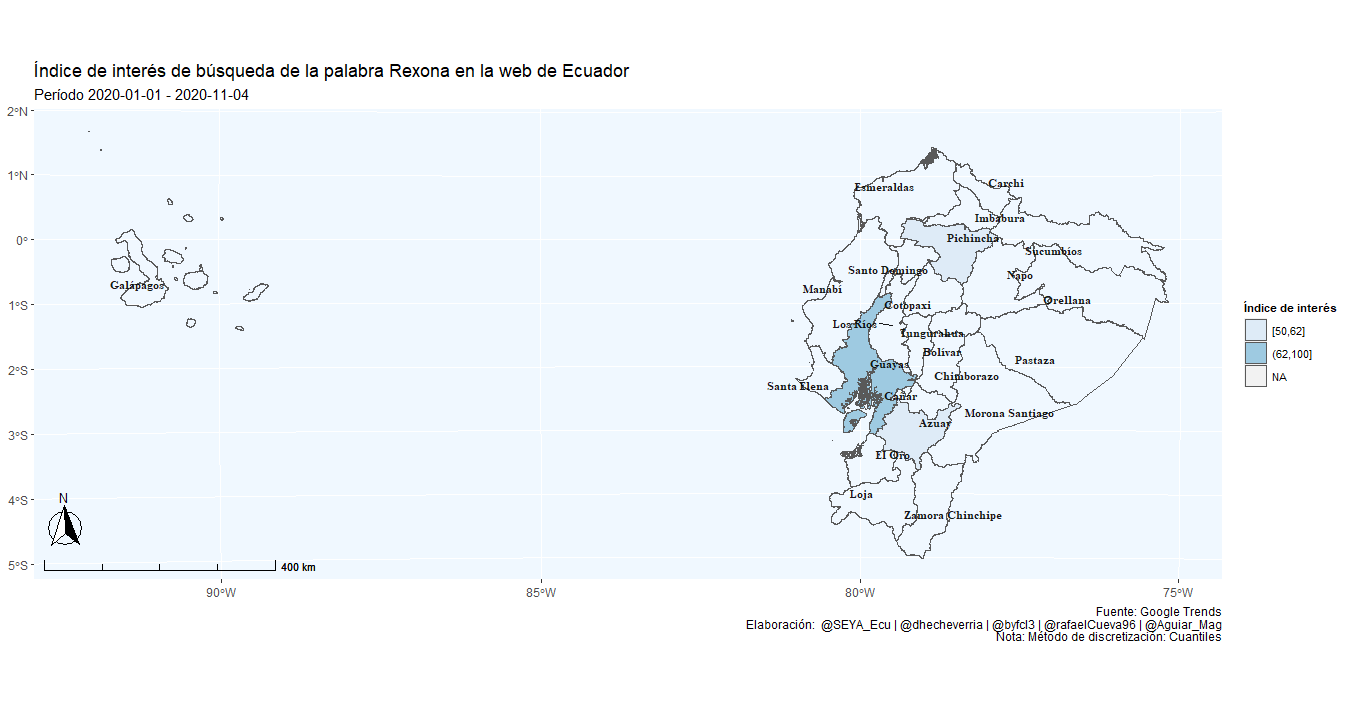 Índice de interés de búsqueda de la palabra Rexona en la web de Ecuador
Período 2020-01-01 - 2020-11-04
2°N
1°N
0°
1°S
2°S
3°S
4°S
5°S
90°W
85°W
80°W
75°W
Esmeraldas
Carchi
Imbabura
Pichincha
Sucumbíos
Santo Domingo
Napo
Galápagos
Manabí
Orellana
Cotopaxi
Los Ríos
Tungurahua
Bolívar
Pastaza
Guayas
Chimborazo
Santa Elena
Cañar
Morona Santiago
Azuay
El Oro
Loja
Zamora Chinchipe
N
400 km
Índice de interés
[50,62]
(62,100]
NA
Fuente: Google Trends
Elaboración: @SEYA_Ecu | @dhecheverria | @byfcl3 | @rafaelCueva96 | @Aguiar_Mag
Nota: Método de discretización: Cuantiles